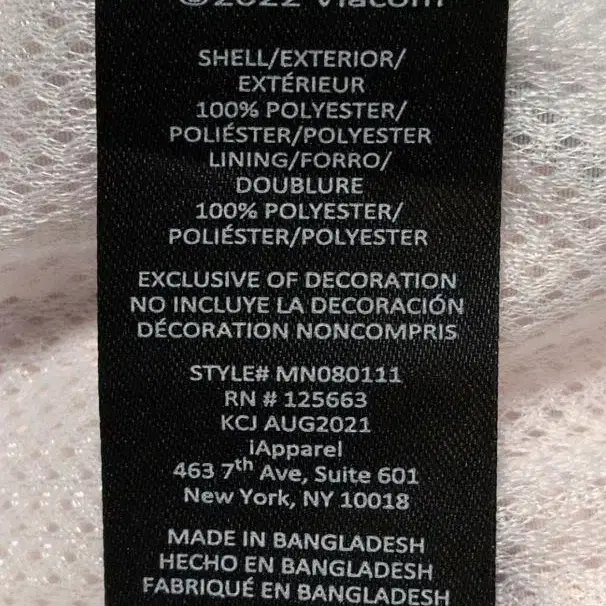 ©2022 Viacom
SHELL/EXTERIOR/
EXTÉRIEUR
100% POLYESTER/
POLIÉSTER/POLYESTER
LINING/FORRO/
DOUBLURE
100% POLYESTER/
POLIÉSTER/POLYESTER
EXCLUSIVE OF DECORATION
NO INCLUYE LA DECORACIÓN
DÉCORATION NONCOMPRIS
STYLE# MN080111
RN # 125663
KCJ AUG2021
iApparel
463 7th Ave, Suite 601
New York, NY 10018
MADE IN BANGLADESH
HECHO EN BANGLADESH
FABRIQUÉ EN BANGLADESH